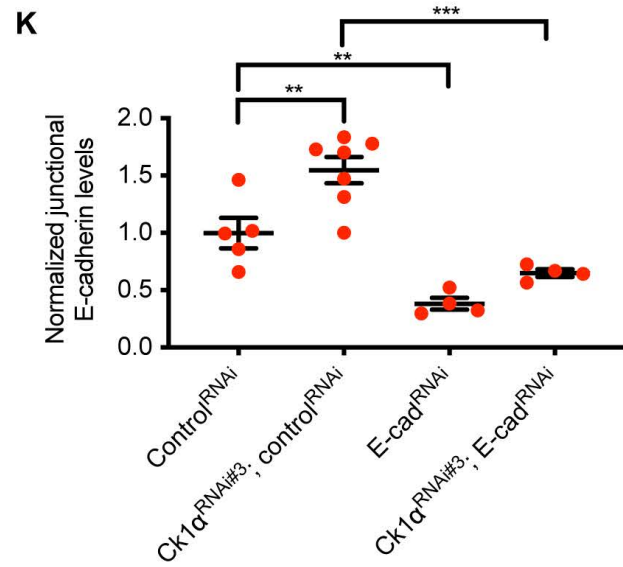 K
***
**
**
Normalized junctional
E-cadherin levels
2.0
1.5
1.0
0.5
0.0
Control^RNAi
Ck1α^RNAi#3; control^RNAi
E-cad^RNAi
Ck1α^RNAi#3; E-cad^RNAi